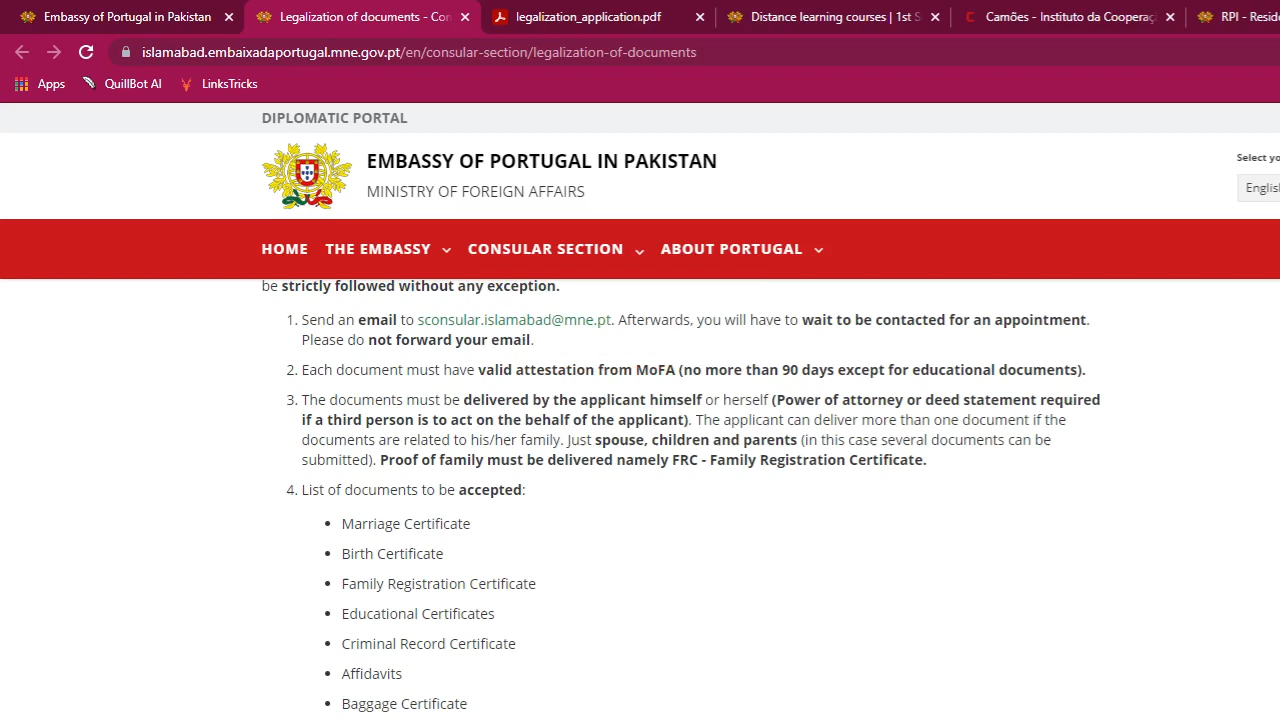 Embassy of Portugal in Pakistan
Legalization of documents - Con
legalization_application.pdf
Distance learning courses | 1st S
Camões - Instituto da Cooperaç
RPI - Reside
islamabad.embaixadaportugal.mne.gov.pt/en/consular-section/legalization-of-documents
Apps
QuillBot AI
LinksTricks
DIPLOMATIC PORTAL
EMBASSY OF PORTUGAL IN PAKISTAN
MINISTRY OF FOREIGN AFFAIRS
Select yo
English
HOME
THE EMBASSY
CONSULAR SECTION
ABOUT PORTUGAL
be strictly followed without any exception.
1. Send an email to sconsular.islamabad@mne.pt. Afterwards, you will have to wait to be contacted for an appointment.
Please do not forward your email.
2. Each document must have valid attestation from MoFA (no more than 90 days except for educational documents).
3. The documents must be delivered by the applicant himself or herself (Power of attorney or deed statement required
if a third person is to act on the behalf of the applicant). The applicant can deliver more than one document if the
documents are related to his/her family. Just spouse, children and parents (in this case several documents can be
submitted). Proof of family must be delivered namely FRC - Family Registration Certificate.
4. List of documents to be accepted:
• Marriage Certificate
• Birth Certificate
• Family Registration Certificate
• Educational Certificates
• Criminal Record Certificate
• Affidavits
• Baggage Certificate